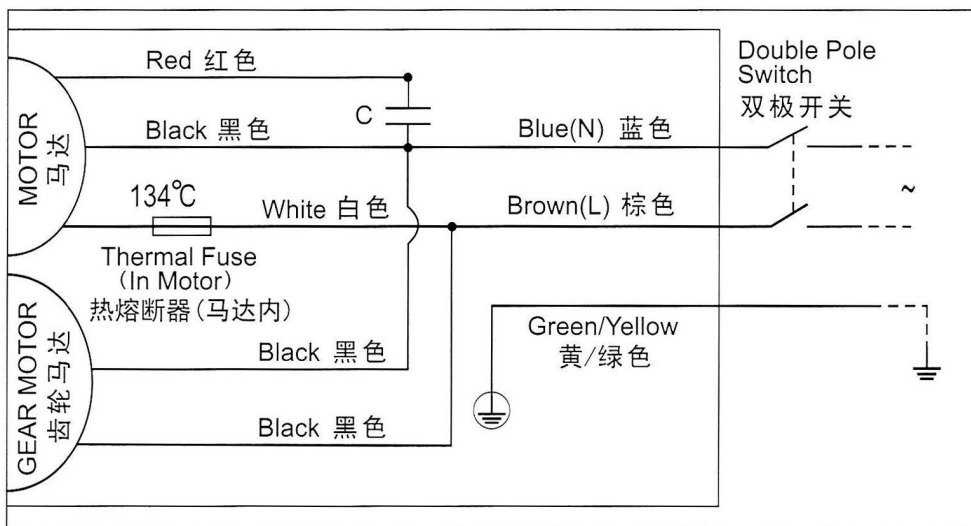 Red 红色
Double Pole
Switch
双极开关
C
Black 黑色
Blue(N) 蓝色
MOTOR
马达
134℃
White 白色
Brown(L) 棕色
~
Thermal Fuse
(In Motor)
热熔断器(马达内)
Green/Yellow
黄/绿色
GEAR MOTOR
齿轮马达
Black 黑色
Black 黑色